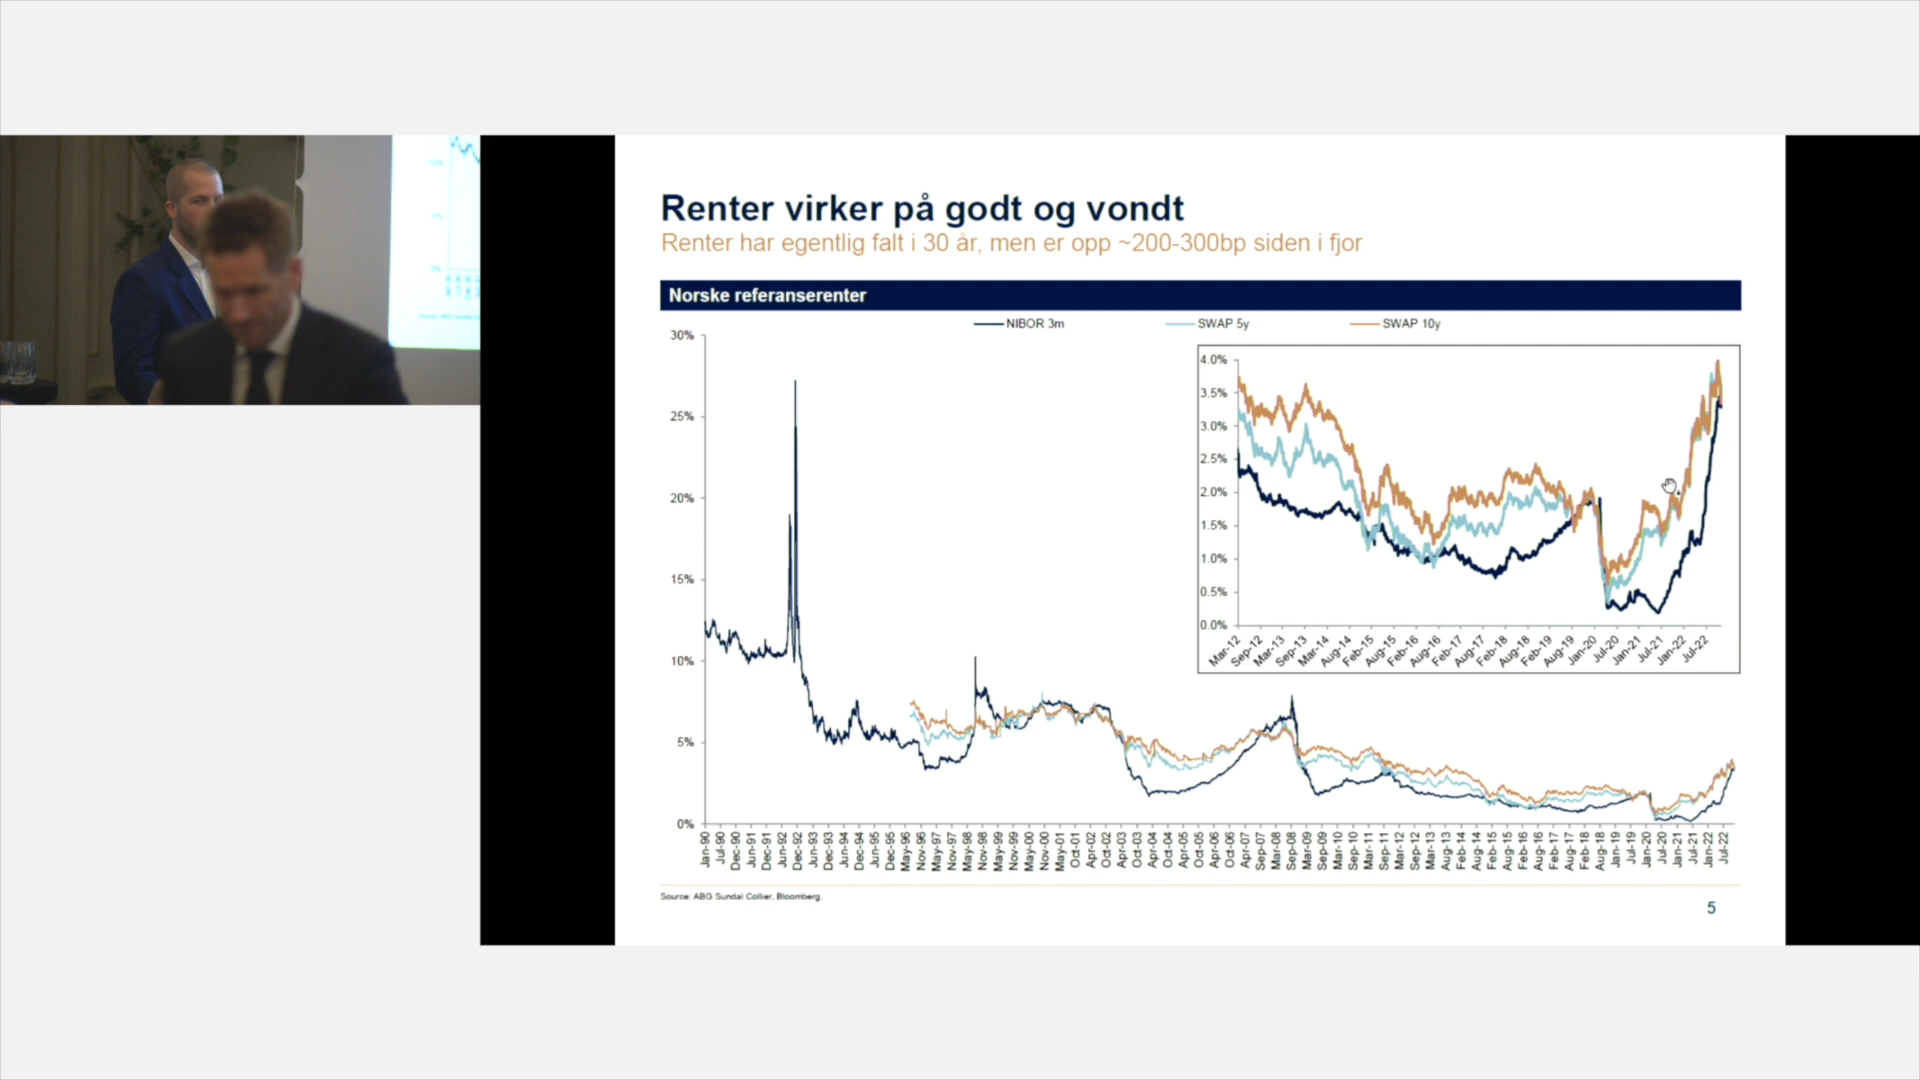 Renter virker på godt og vondt
Renter har egentlig falt i 30 år, men er opp ~200-300bp siden i fjor
Norske referanserenter
NIBOR 3m SWAP 5y SWAP 10y
30%
25%
20%
15%
10%
5%
0%
Jan-90 Jul-90 Dec-90 Jun-91 Dec-91 Jun-92 Dec-92 Jun-93 Dec-93 Jun-94 Dec-94 Jun-95 Dec-95 May-96 Nov-96 May-97 Nov-97 May-98 Nov-98 May-99 Nov-99 May-00 Nov-00 May-01 Oct-01 Apr-02 Oct-02 Apr-03 Oct-03 Apr-04 Oct-04 Apr-05 Oct-05 Apr-06 Oct-06 Apr-07 Sep-07 Mar-08 Sep-08 Mar-09 Sep-09 Mar-10 Sep-10 Mar-11 Sep-11 Mar-12 Sep-12 Mar-13 Aug-13 Feb-14 Aug-14 Feb-15 Aug-15 Feb-16 Aug-16 Feb-17 Aug-17 Feb-18 Aug-18 Jan-19 Jul-19 Jan-20 Jul-20 Jan-21 Jul-21 Jan-22 Jul-22
4.0%
3.5%
3.0%
2.5%
2.0%
1.5%
1.0%
0.5%
0.0%
Mar-12 Sep-12 Mar-13 Sep-13 Mar-14 Aug-14 Feb-15 Aug-15 Feb-16 Aug-16 Feb-17 Aug-17 Feb-18 Aug-18 Feb-19 Aug-19 Jan-20 Jul-20 Jan-21 Jul-21 Jan-22 Jul-22
Source: ABG Sundal Collier, Bloomberg.
5